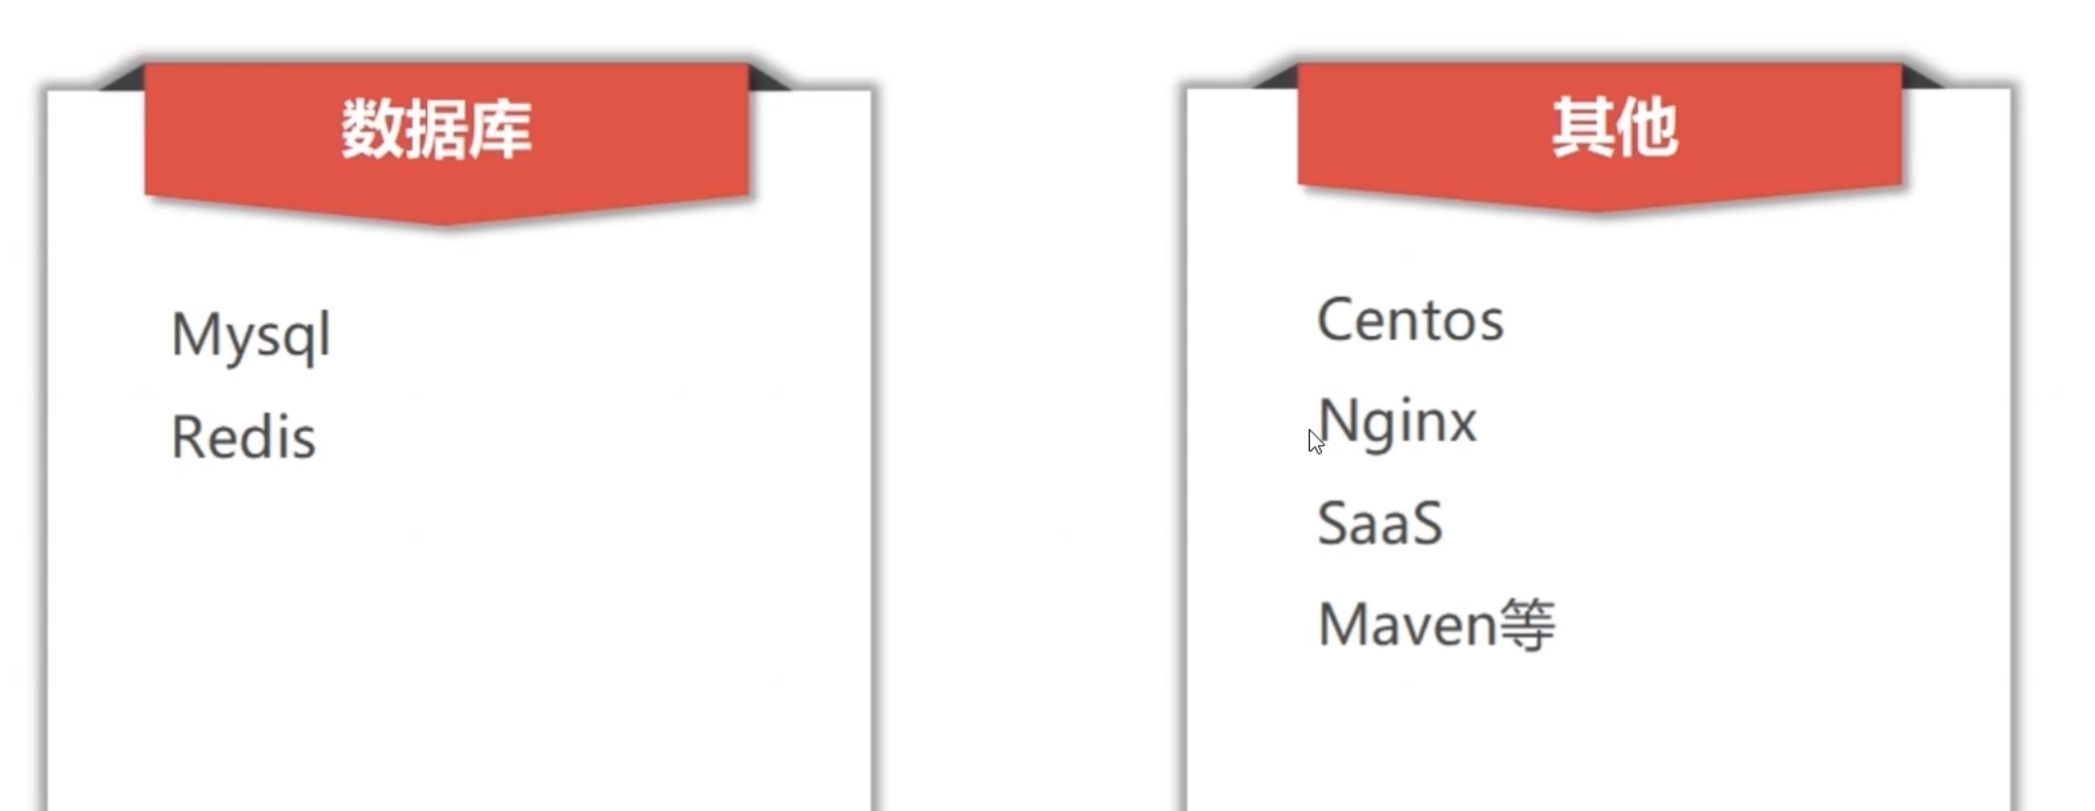 数据库
Mysql
Redis
其他
Centos
Nginx
SaaS
Maven等